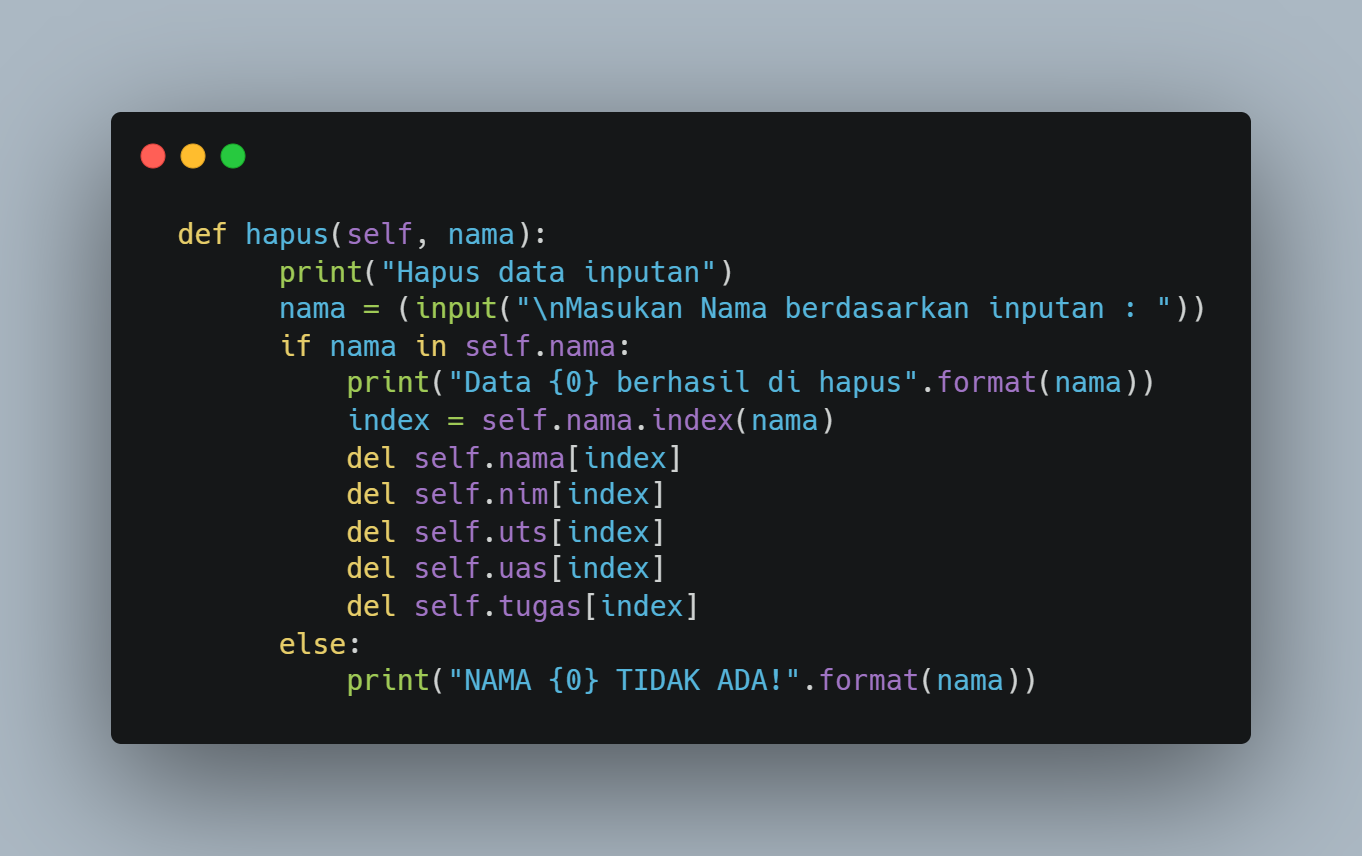 def hapus(self, nama):
print("Hapus data inputan")
nama = (input("\nMasukan Nama berdasarkan inputan : "))
if nama in self.nama:
print("Data {0} berhasil di hapus".format(nama))
index = self.nama.index(nama)
del self.nama[index]
del self.nim[index]
del self.uts[index]
del self.uas[index]
del self.tugas[index]
else:
print("NAMA {0} TIDAK ADA!".format(nama))